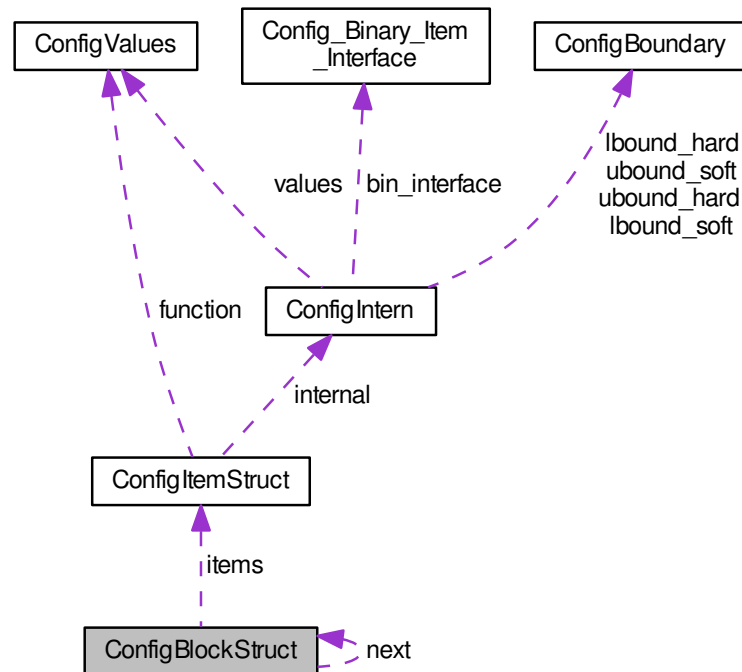 ConfigValues
Config_Binary_Item
_Interface
ConfigBoundary
lbound_hard
ubound_soft
ubound_hard
lbound_soft
values
bin_interface
function
ConfigIntern
internal
ConfigItemStruct
items
ConfigBlockStruct
next